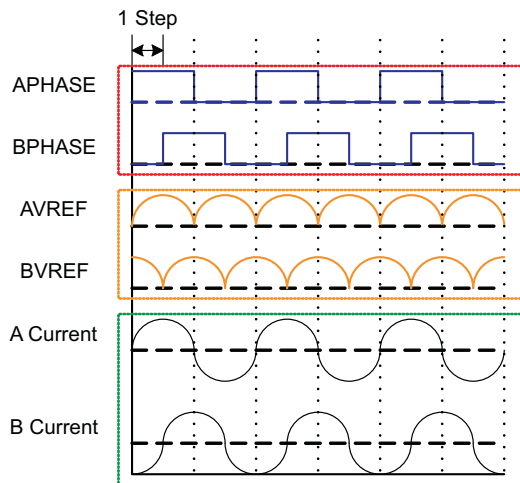 1 Step
APHASE
BPHASE
AVREF
BVREF
A Current
B Current